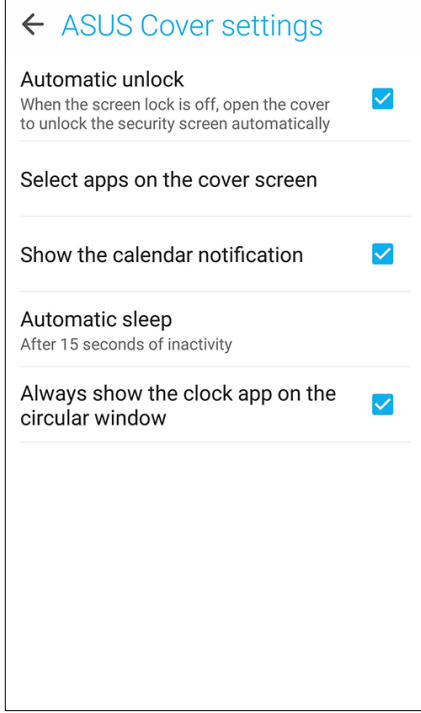 ASUS Cover settings
Automatic unlock
When the screen lock is off, open the cover
to unlock the security screen automatically
Select apps on the cover screen
Show the calendar notification
Automatic sleep
After 15 seconds of inactivity
Always show the clock app on the
circular window